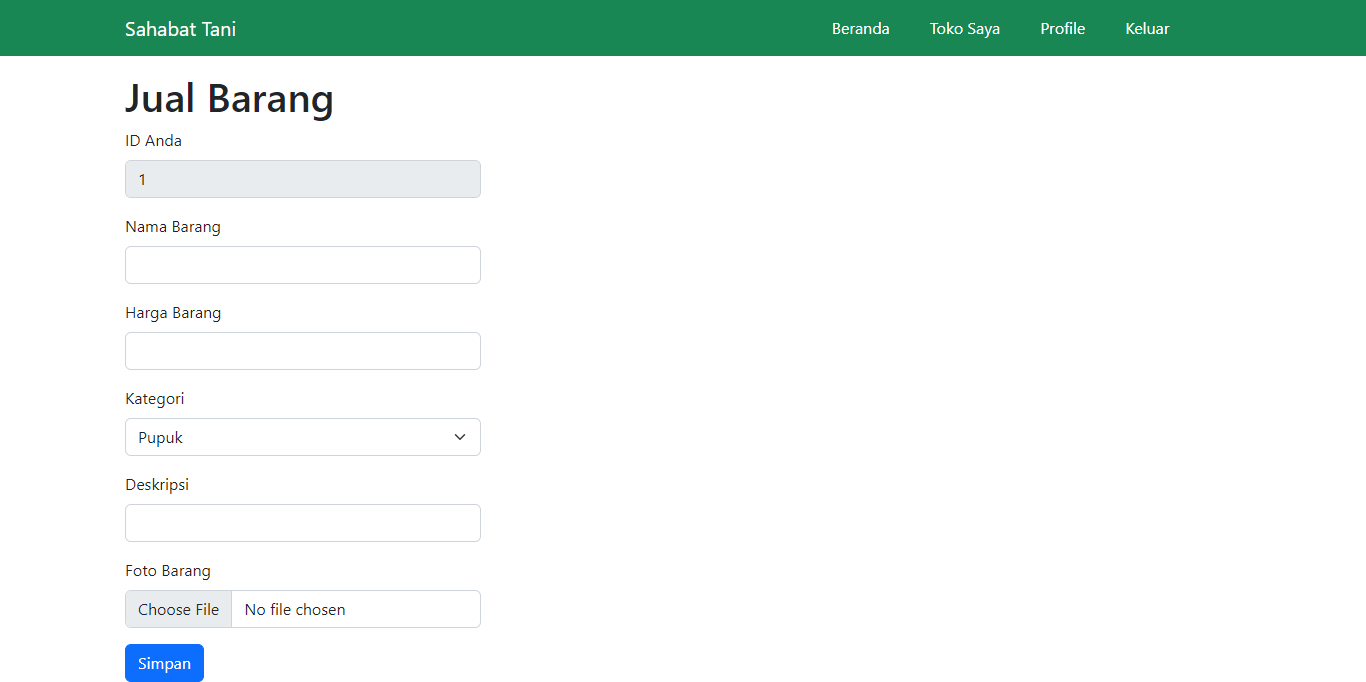 Sahabat Tani Beranda Toko Saya Profile Keluar
Jual Barang
ID Anda
1
Nama Barang
Harga Barang
Kategori
Pupuk
Deskripsi
Foto Barang
Choose File No file chosen
Simpan